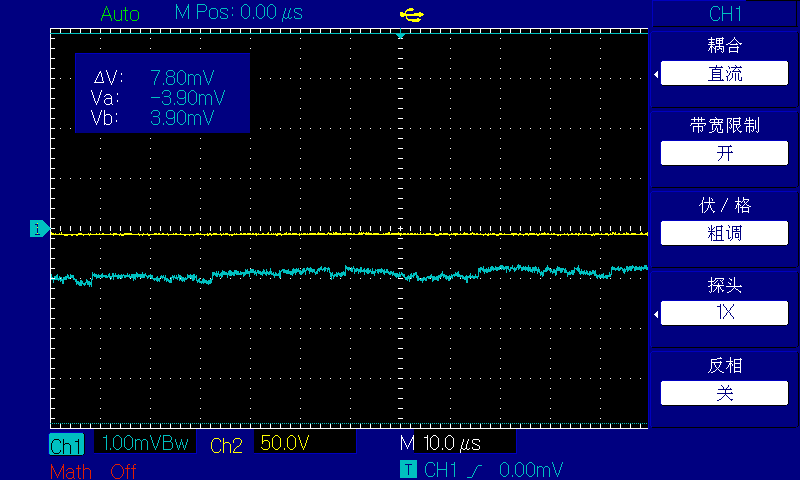 Auto M Pos: 0.00 μs CH1
ΔV: 7.80mV
Va: -3.90mV
Vb: 3.90mV
耦合
直流
带宽限制
开
伏/格
粗调
探头
1X
反相
关
1
Ch1 1.00mVBw Ch2 50.0V M 10.0 μs
Math Off T CH1 0.00mV